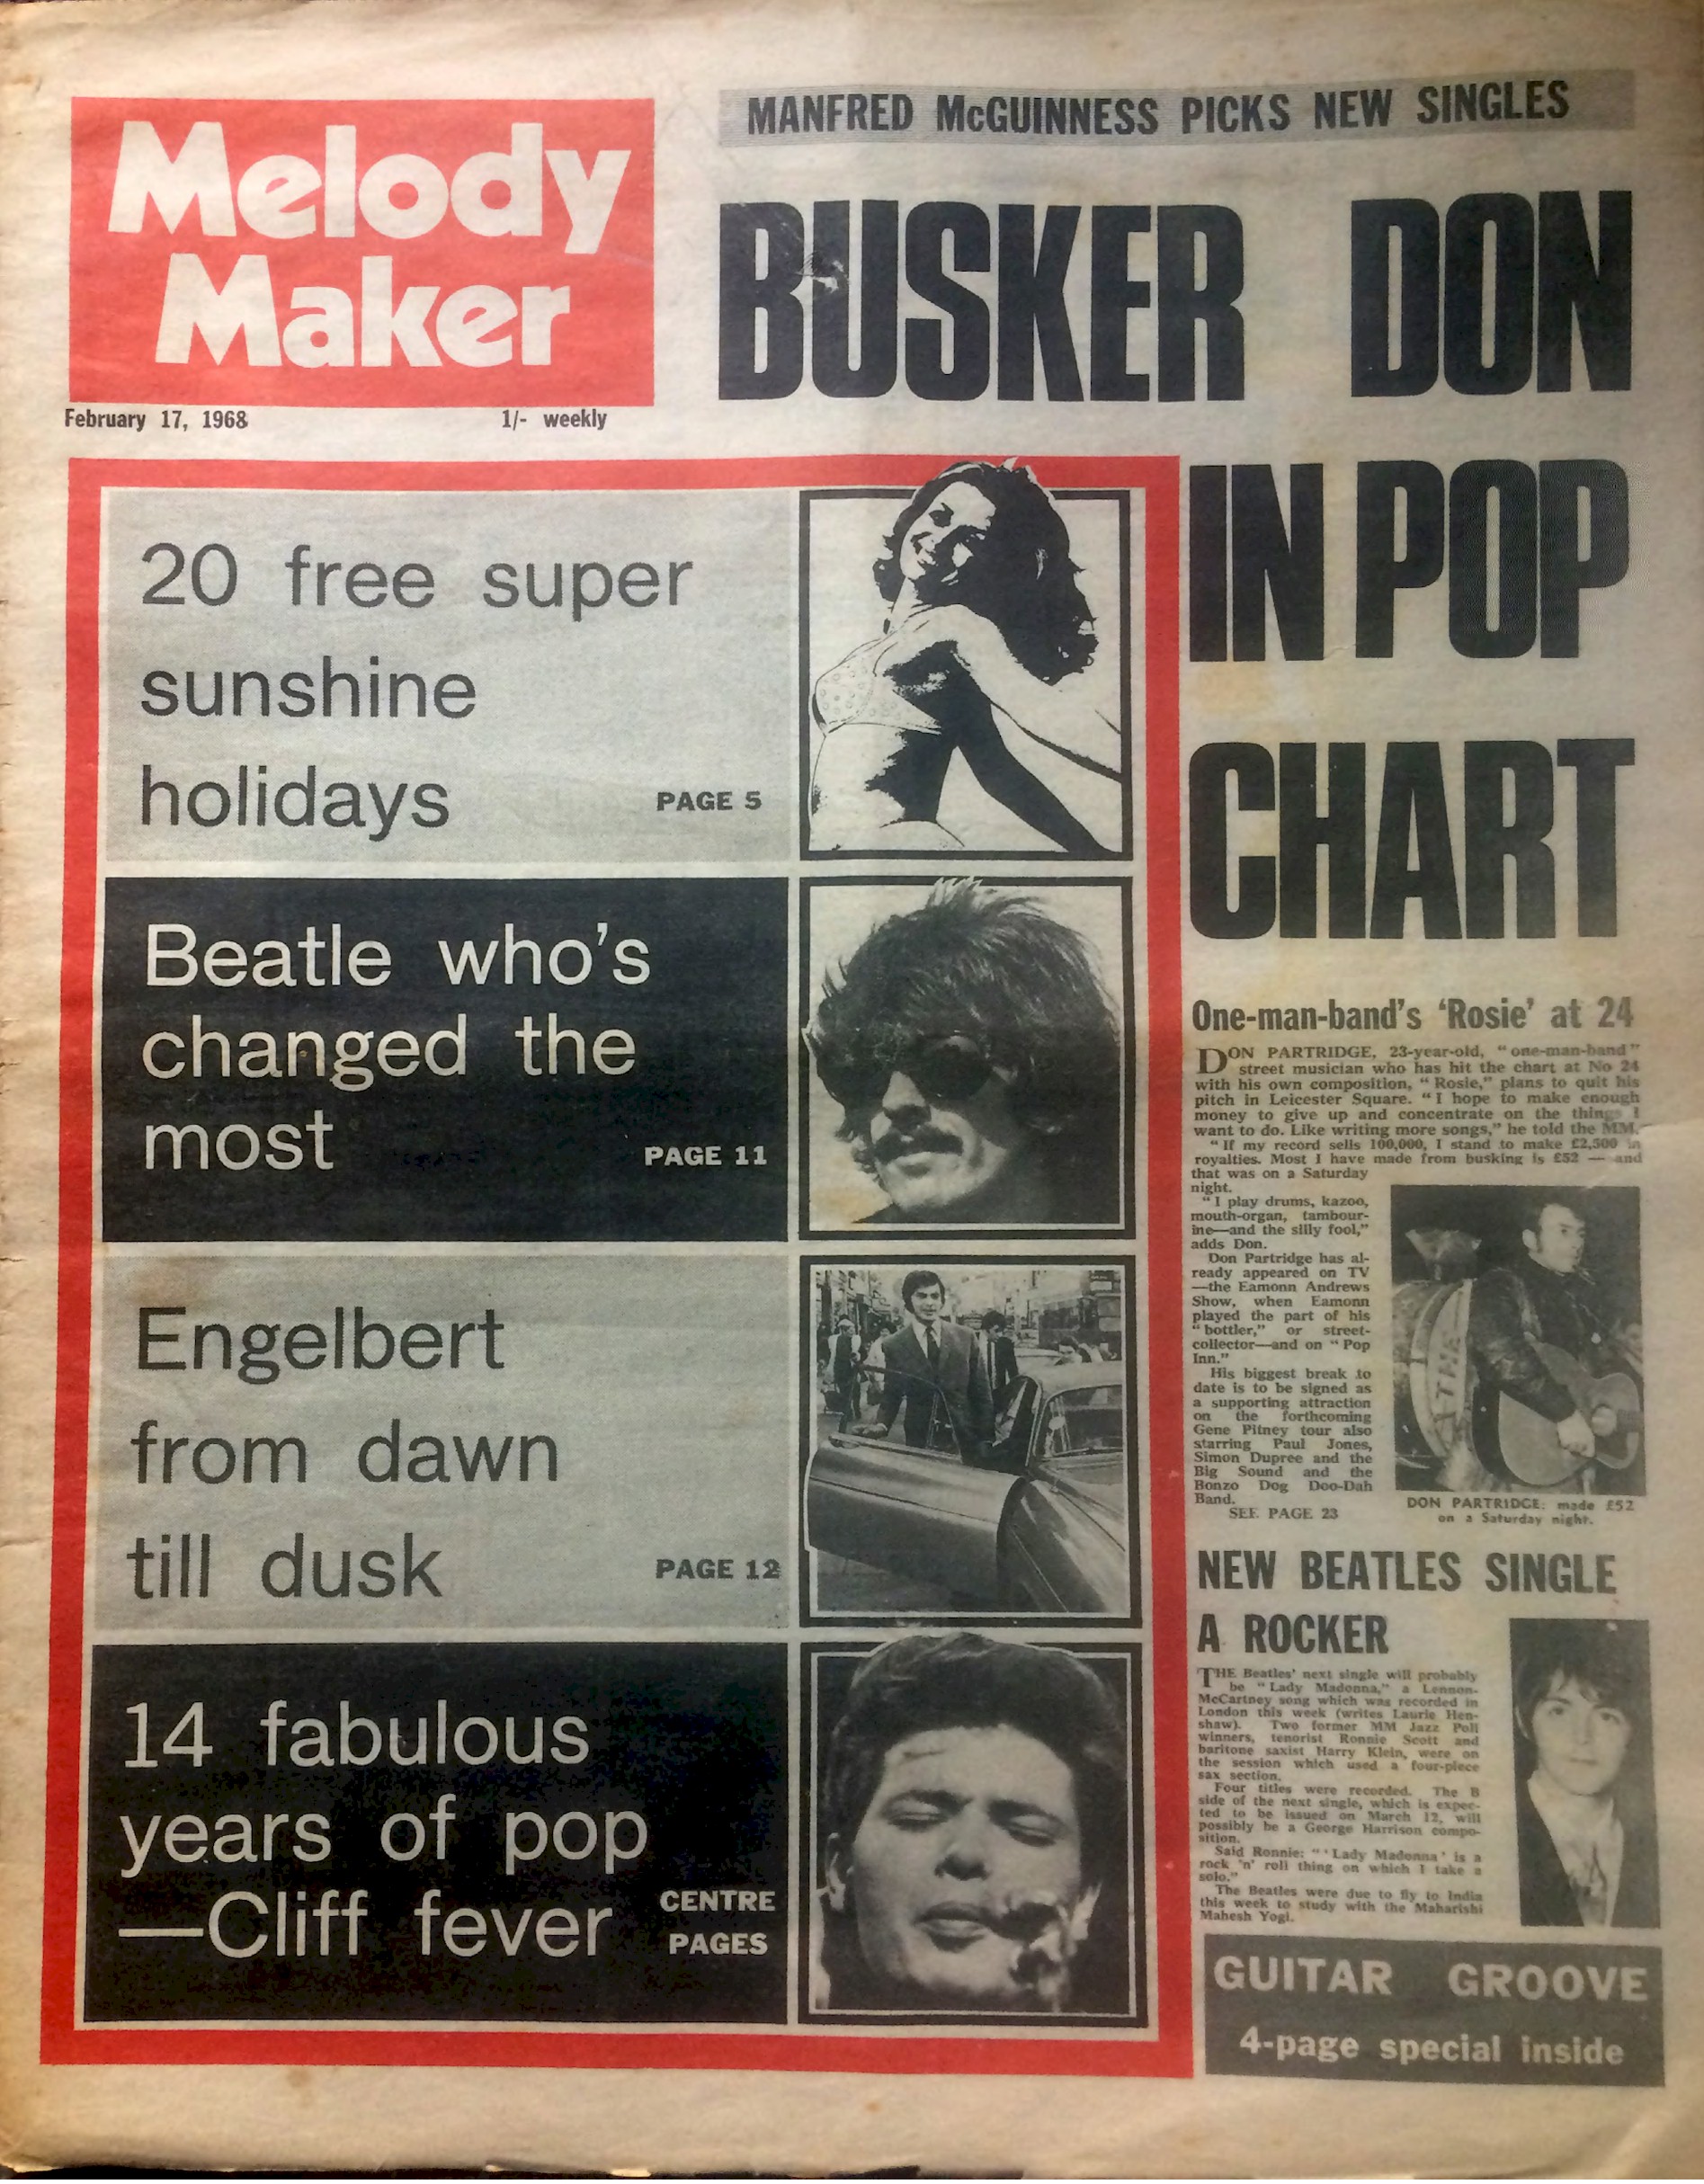 MANFRED McGUINNESS PICKS NEW SINGLES
Melody
Maker
February 17, 1968
1/- weekly
BUSKER DON
IN POP
CHART
20 free super
sunshine
holidays
PAGE 5
Beatle who's
changed the
most
PAGE 11
Engelbert
from dawn
till dusk
PAGE 12
14 fabulous
years of pop
—Cliff fever
CENTRE
PAGES
One-man-band's 'Rosie' at 24
DON PARTRIDGE, 23-year-old, "one-man-band"
street musician who has hit the chart at No 24
with his own composition, "Rosie," plans to quit his
pitch in Leicester Square. "I hope to make enough
money to give up and concentrate on the things I
want to do. Like writing more songs," he told the MM.
"If my record sells 100,000, I stand to make £2,500 in
royalties. Most I have made from busking is £52 — and
that was on a Saturday
night.
"I play drums, kazoo,
mouth-organ, tambour-
ine—and the silly fool,"
adds Don.
Don Partridge has al-
ready appeared on TV
—the Eamonn Andrews
Show, when Eamonn
played the part of his
"bottler," or street-
collector—and on "Pop
Inn."
His biggest break to
date is to be signed as
a supporting attraction
on the forthcoming
Gene Pitney tour also
starring Paul Jones,
Simon Dupree and the
Big Sound and the
Bonzo Dog Doo-Dah
Band.
SEE PAGE 23
DON PARTRIDGE: made £52
on a Saturday night.
NEW BEATLES SINGLE
A ROCKER
THE Beatles' next single will probably
be "Lady Madonna," a Lennon-
McCartney song which was recorded in
London this week (writes Laurie Hen-
shaw). Two former MM Jazz Poll
winners, tenorist Ronnie Scott and
baritone saxist Harry Klein, were on
the session which used a four-piece
sax section.
Four titles were recorded. The B
side of the next single, which is expec-
ted to be issued on March 12, will
possibly be a George Harrison compo-
sition.
Said Ronnie: "'Lady Madonna' is a
rock 'n' roll thing on which I take a
solo."
The Beatles were due to fly to India
this week to study with the Maharishi
Mahesh Yogi.
GUITAR GROOVE
4-page special inside